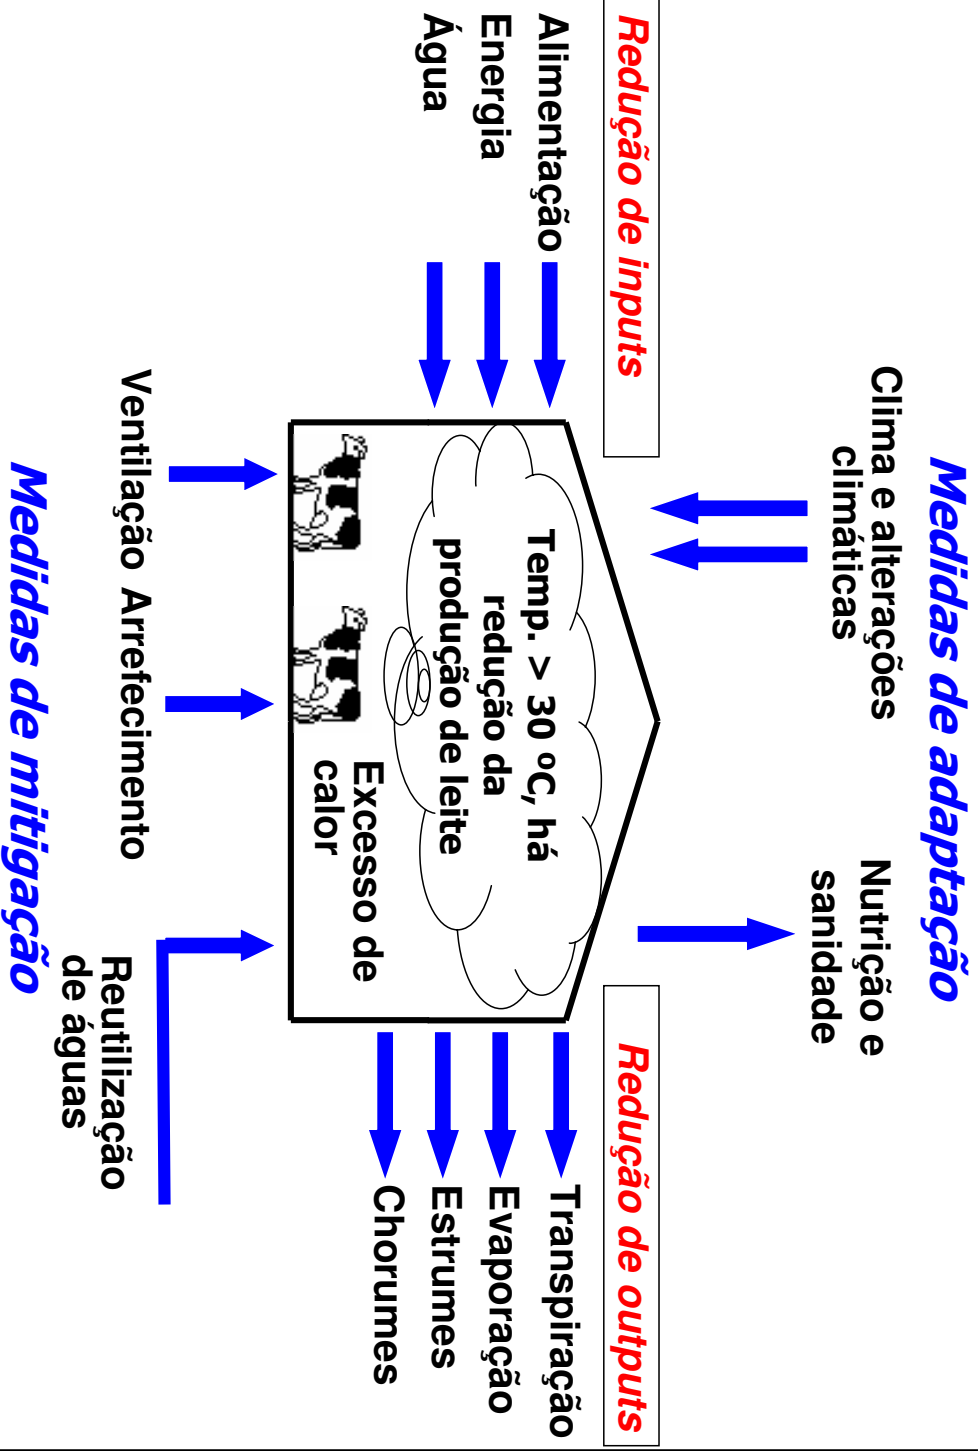 Medidas de adaptação
Clima e alterações
climáticas
Nutrição e
sanidade
Redução de inputs
Redução de outputs
Alimentação
Energia
Água
Temp. > 30 ºC, há
redução da
produção de leite
Excesso de
calor
Transpiração
Evaporação
Estrumes
Chorumes
Ventilação Arrefecimento
Reutilização
de águas
Medidas de mitigação